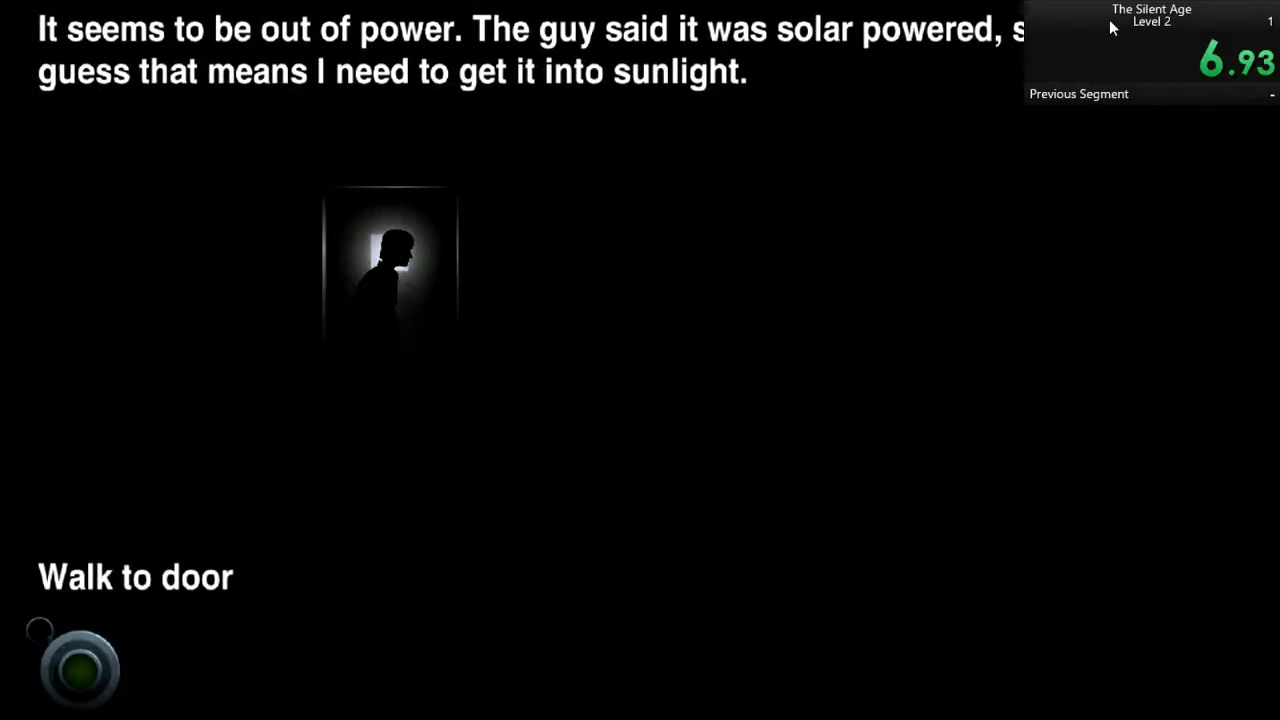 It seems to be out of power. The guy said it was solar powered, s
guess that means I need to get it into sunlight.
The Silent Age
Level 2
1
6.93
Previous Segment
-
Walk to door